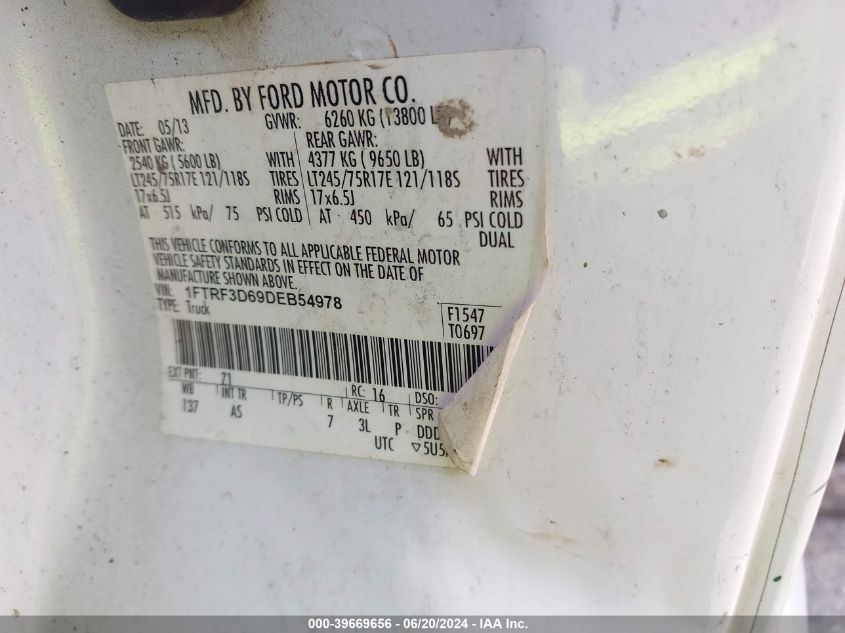 MFD. BY FORD MOTOR CO.
DATE: 05/13 GVWR: 6260 KG (13800 L
FRONT GAWR: REAR GAWR:
2540 KG ( 5600 LB) WITH 4377 KG ( 9650 LB) WITH
LT245/75R17E 121/118S TIRES LT245/75R17E 121/118S TIRES
17x6.5J RIMS 17x6.5J RIMS
AT 515 kPa/ 75 PSI COLD AT 450 kPa/ 65 PSI COLD
DUAL
THIS VEHICLE CONFORMS TO ALL APPLICABLE FEDERAL MOTOR
VEHICLE SAFETY STANDARDS IN EFFECT ON THE DATE OF
MANUFACTURE SHOWN ABOVE.
VIN: 1FTRF3D69DEB54978
TYPE: Truck
F1547
T0697
EXT PNT: Z1 RC: 16 DSO:
WB INT TR TP/PS R AXLE TR SPR
137 AS 7 3L P DDD
UTC ▽5U5
000-39669656 / 06/20/2024 - IAA Inc.